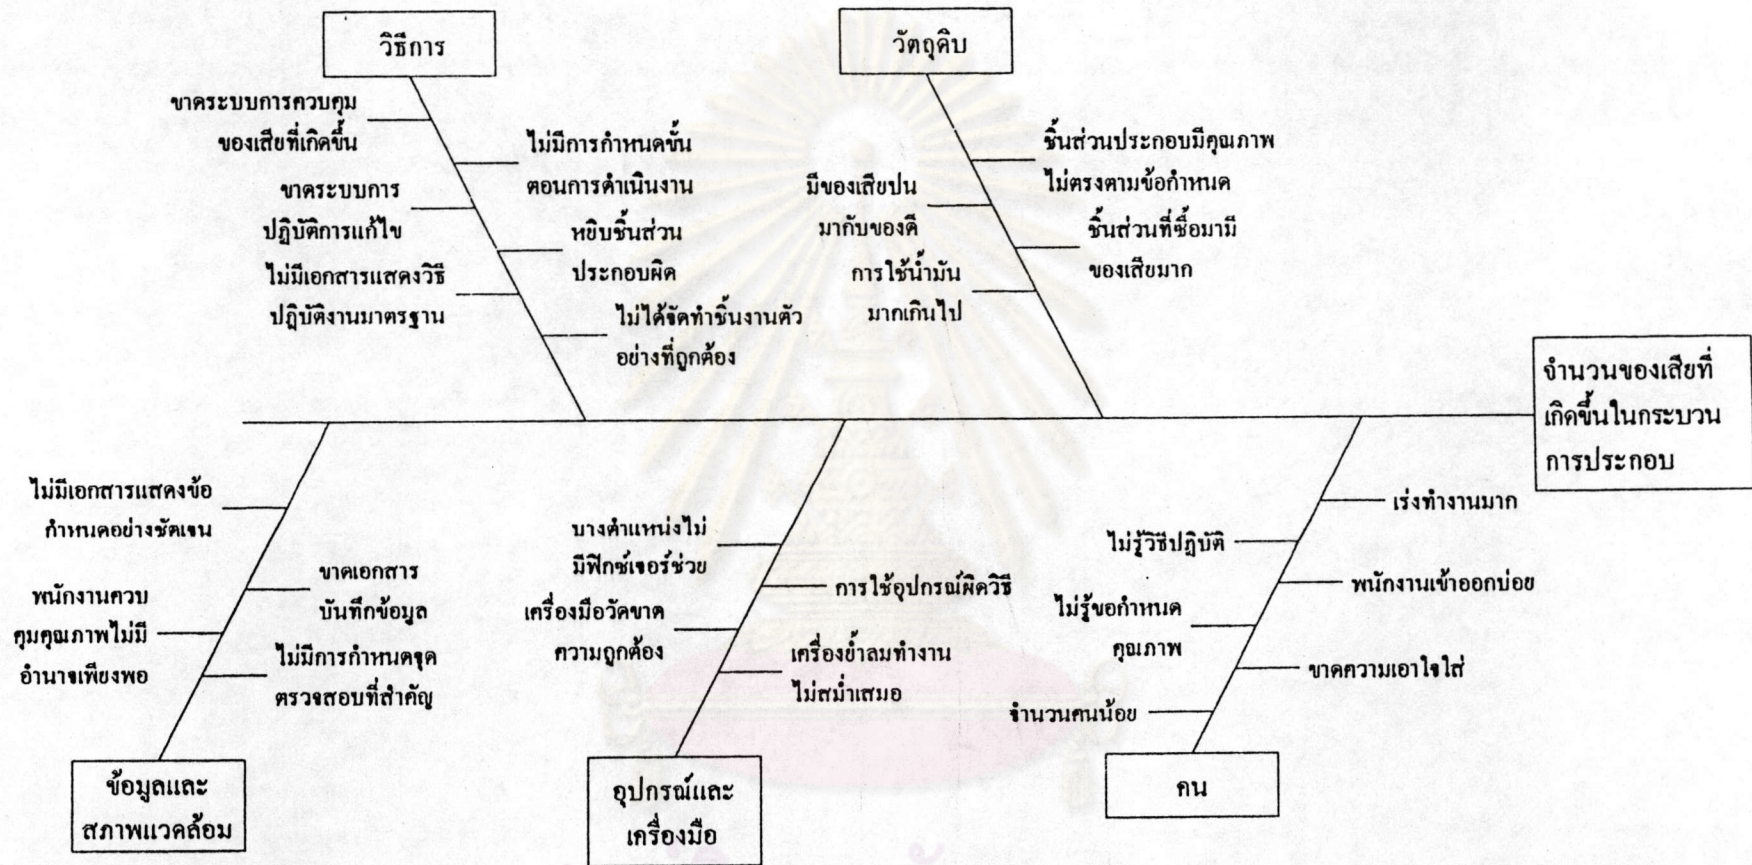 วิธีการ
ขาดระบบการควบคุม
ของเสียที่เกิดขึ้น
ไม่มีการกำหนดขั้น
ตอนการดำเนินงาน
ขาดระบบการ
ปฏิบัติการแก้ไข
หยิบชิ้นส่วน
ประกอบผิด
ไม่มีเอกสารแสดงวิธี
ปฏิบัติงานมาตรฐาน
ไม่ได้จัดทำชิ้นงานตัว
อย่างที่ถูกต้อง
วัตถุดิบ
ชิ้นส่วนประกอบมีคุณภาพ
ไม่ตรงตามข้อกำหนด
มีของเสียปน
มากับของดี
ชิ้นส่วนที่ซื้อมามี
ของเสียมาก
การใช้น้ำมัน
มากเกินไป
จำนวนของเสียที่
เกิดขึ้นในกระบวน
การประกอบ
ไม่มีเอกสารแสดงข้อ
กำหนดอย่างชัดเจน
ขาดเอกสาร
บันทึกข้อมูล
พนักงานควบ
คุมคุณภาพไม่มี
อำนาจเพียงพอ
ไม่มีการกำหนดจุด
ตรวจสอบที่สำคัญ
ข้อมูลและ
สภาพแวดล้อม
บางตำแหน่งไม่
มีฟิกซ์เจอร์ช่วย
การใช้อุปกรณ์ผิดวิธี
เครื่องมือวัดขาด
ความถูกต้อง
เครื่องย้ำลมทำงาน
ไม่สม่ำเสมอ
อุปกรณ์และ
เครื่องมือ
เร่งทำงานมาก
ไม่รู้วิธีปฏิบัติ
พนักงานเข้าออกบ่อย
ไม่รู้ขอกำหนด
คุณภาพ
ขาดความเอาใจใส่
จำนวนคนน้อย
คน